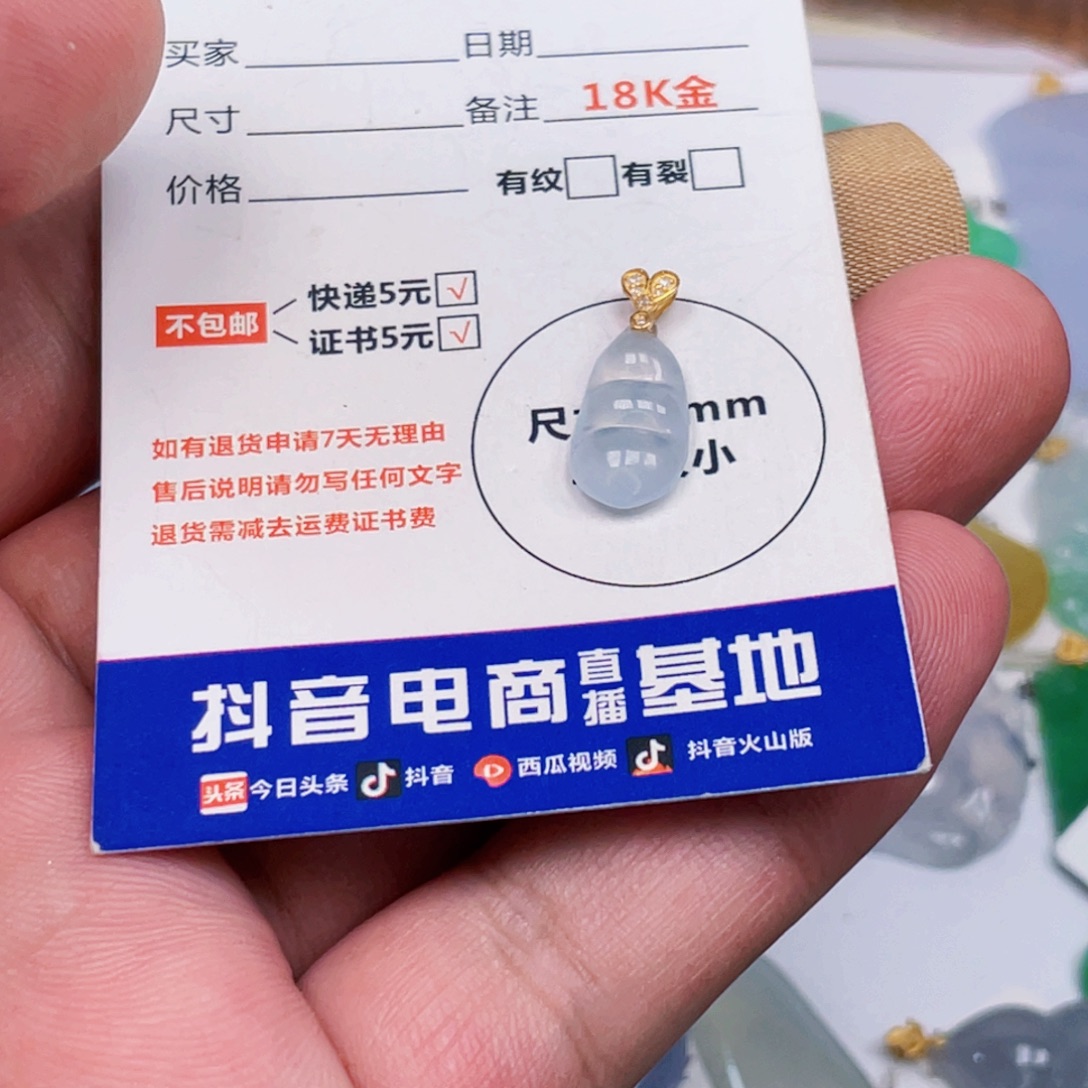 买家 日期
尺寸 备注 18K金
价格 有纹 有裂
不包邮 快递5元 √
证书5元 √
尺 mm
小
如有退货申请7天无理由
售后说明请勿写任何文字
退货需减去运费证书费
抖音电商直播基地
头条 今日头条 抖音 西瓜视频 抖音火山版